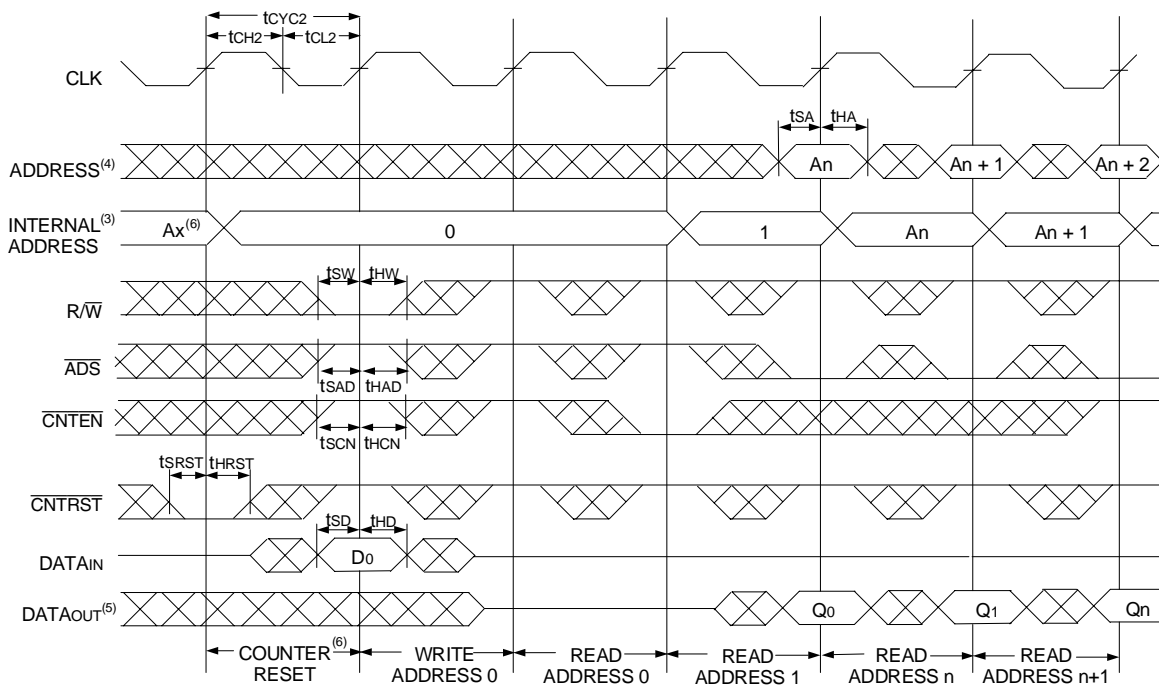 tCYC2
tCH2 tCL2
CLK
tSA tHA
ADDRESS(4) An An + 1 An + 2
INTERNAL(3) ADDRESS Ax(6) 0 1 An An + 1
tSW tHW
R/W
ADS
tSAD tHAD
CNTEN
tSCN tHCN
tSRST tHRST
CNTRST
tSD tHD
DATAIN D0
DATAOUT(5) Q0 Q1 Qn
COUNTER(6) WRITE READ READ READ READ
RESET ADDRESS 0 ADDRESS 0 ADDRESS 1 ADDRESS n ADDRESS n+1